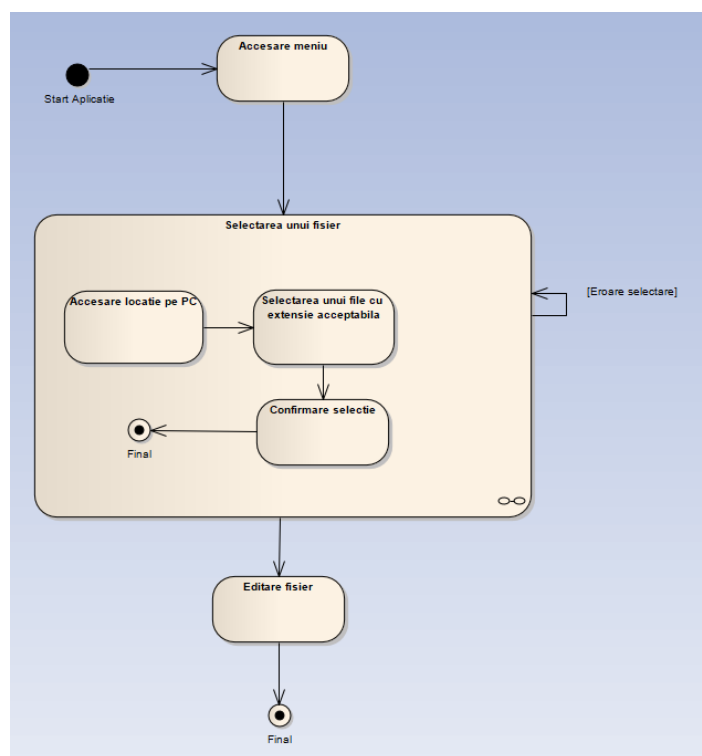 Accesare meniu
Start Aplicatie
Selectarea unui fisier
Accesare locatie pe PC
Selectarea unui file cu
extensie acceptabila
[Eroare selectare]
Confirmare selectie
Final
Editare fisier
Final